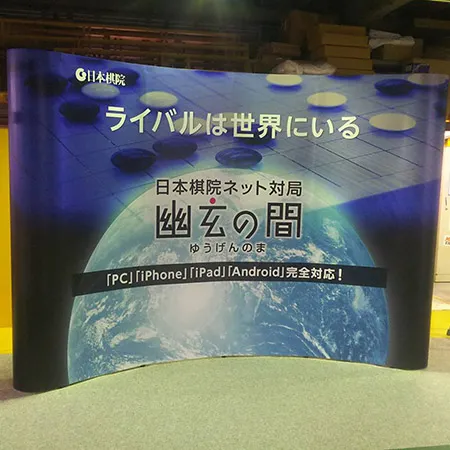 日本棋院
ライバルは世界にいる
日本棋院ネット対局
幽玄の間
ゆうげんのま
「PC」「iPhone」「iPad」「Android」完全対応！